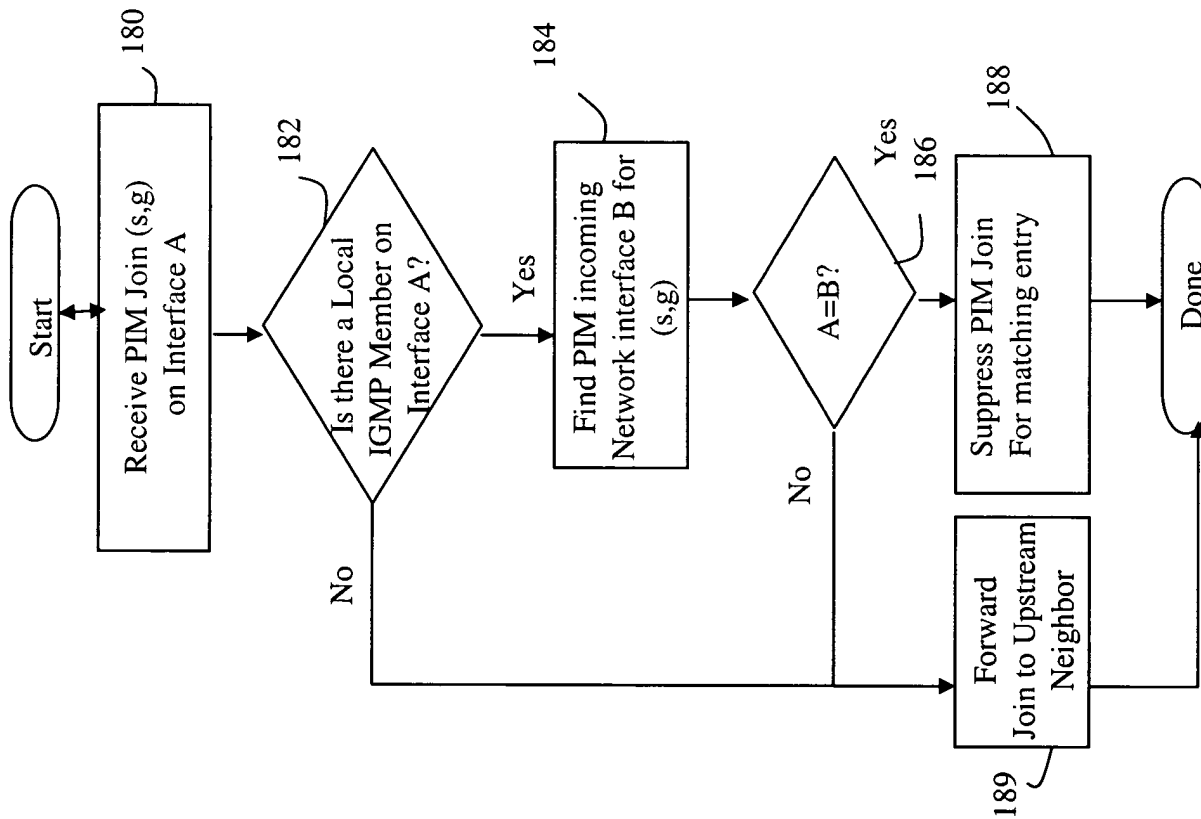 Start
180
Receive PIM Join (s,g)
on Interface A
182
Is there a Local
IGMP Member on
Interface A?
No
Yes
184
Find PIM incoming
Network interface B for
(s,g)
A=B?
No
Yes
186
188
Suppress PIM Join
For matching entry
Forward
Join to Upstream
Neighbor
189
Done